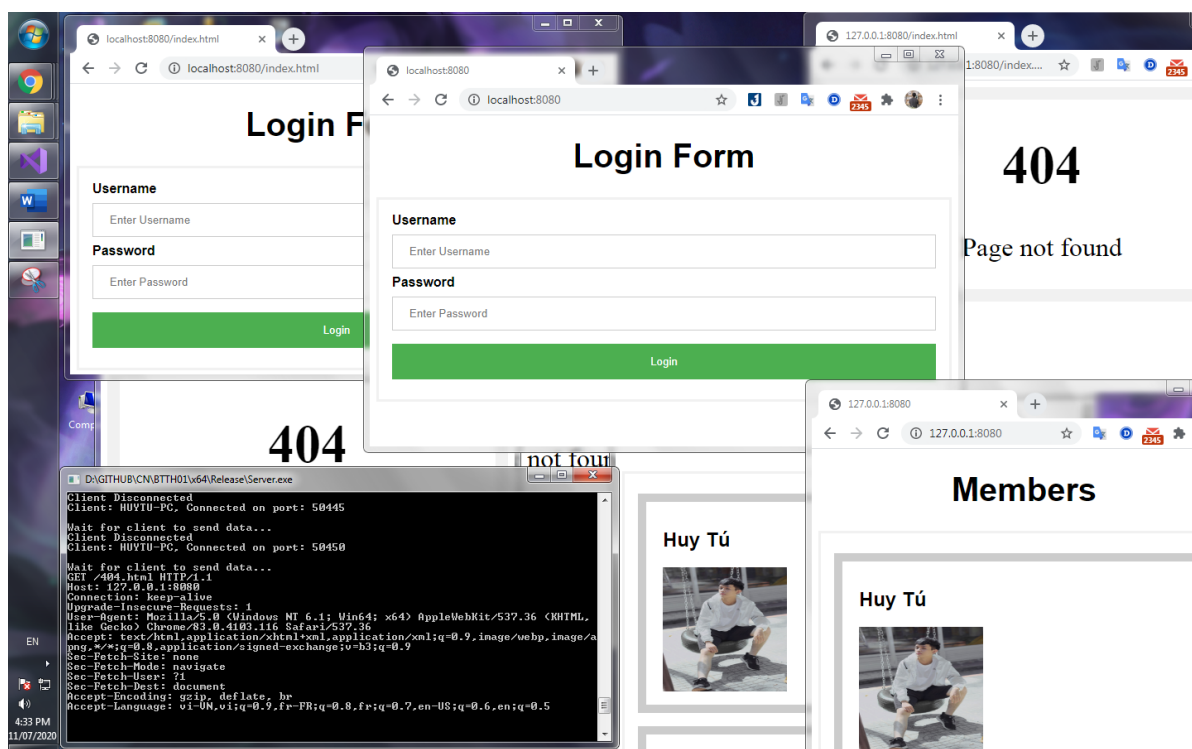 localhost:8080/index.html
localhost:8080/index.html
Login F
Username
Enter Username
Password
Enter Password
Login
localhost:8080
localhost:8080
2345
Login Form
Username
Enter Username
Password
Enter Password
Login
127.0.0.1:8080/index.html
1:8080/index....
2345
404
Page not found
Comp
404
not four
D:\GITHUB\CN\BTTH01\x64\Release\Server.exe
Client Disconnected
Client: HUYTU-PC, Connected on port: 50445
Wait for client to send data...
Client Disconnected
Client: HUYTU-PC, Connected on port: 50450
Wait for client to send data...
GET /404.html HTTP/1.1
Host: 127.0.0.1:8080
Connection: keep-alive
Upgrade-Insecure-Requests: 1
User-Agent: Mozilla/5.0 (Windows NT 6.1; Win64; x64) AppleWebKit/537.36 (KHTML,
like Gecko) Chrome/83.0.4103.116 Safari/537.36
Accept: text/html,application/xhtml+xml,application/xml;q=0.9,image/webp,image/a
png,*/*;q=0.8,application/signed-exchange;v=b3;q=0.9
Sec-Fetch-Site: none
Sec-Fetch-Mode: navigate
Sec-Fetch-User: ?1
Sec-Fetch-Dest: document
Accept-Encoding: gzip, deflate, br
Accept-Language: vi-VN,vi;q=0.9,fr-FR;q=0.8,fr;q=0.7,en-US;q=0.6,en;q=0.5
Huy Tú
127.0.0.1:8080
127.0.0.1:8080
2345
Members
Huy Tú
EN
4:33 PM
11/07/2020